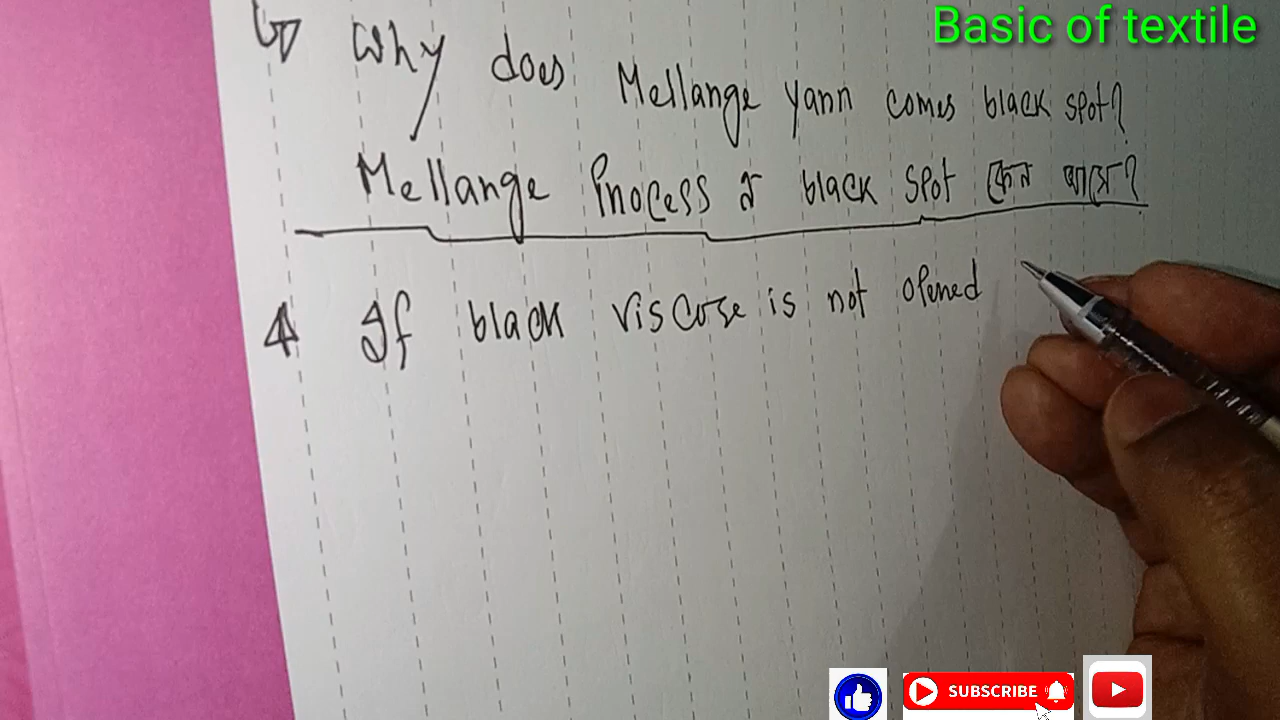 Basic of textile
Why does Mellange yarn comes black spot?
Mellange Process এ black spot কেন আসে?
If black viscose is not opened
SUBSCRIBE